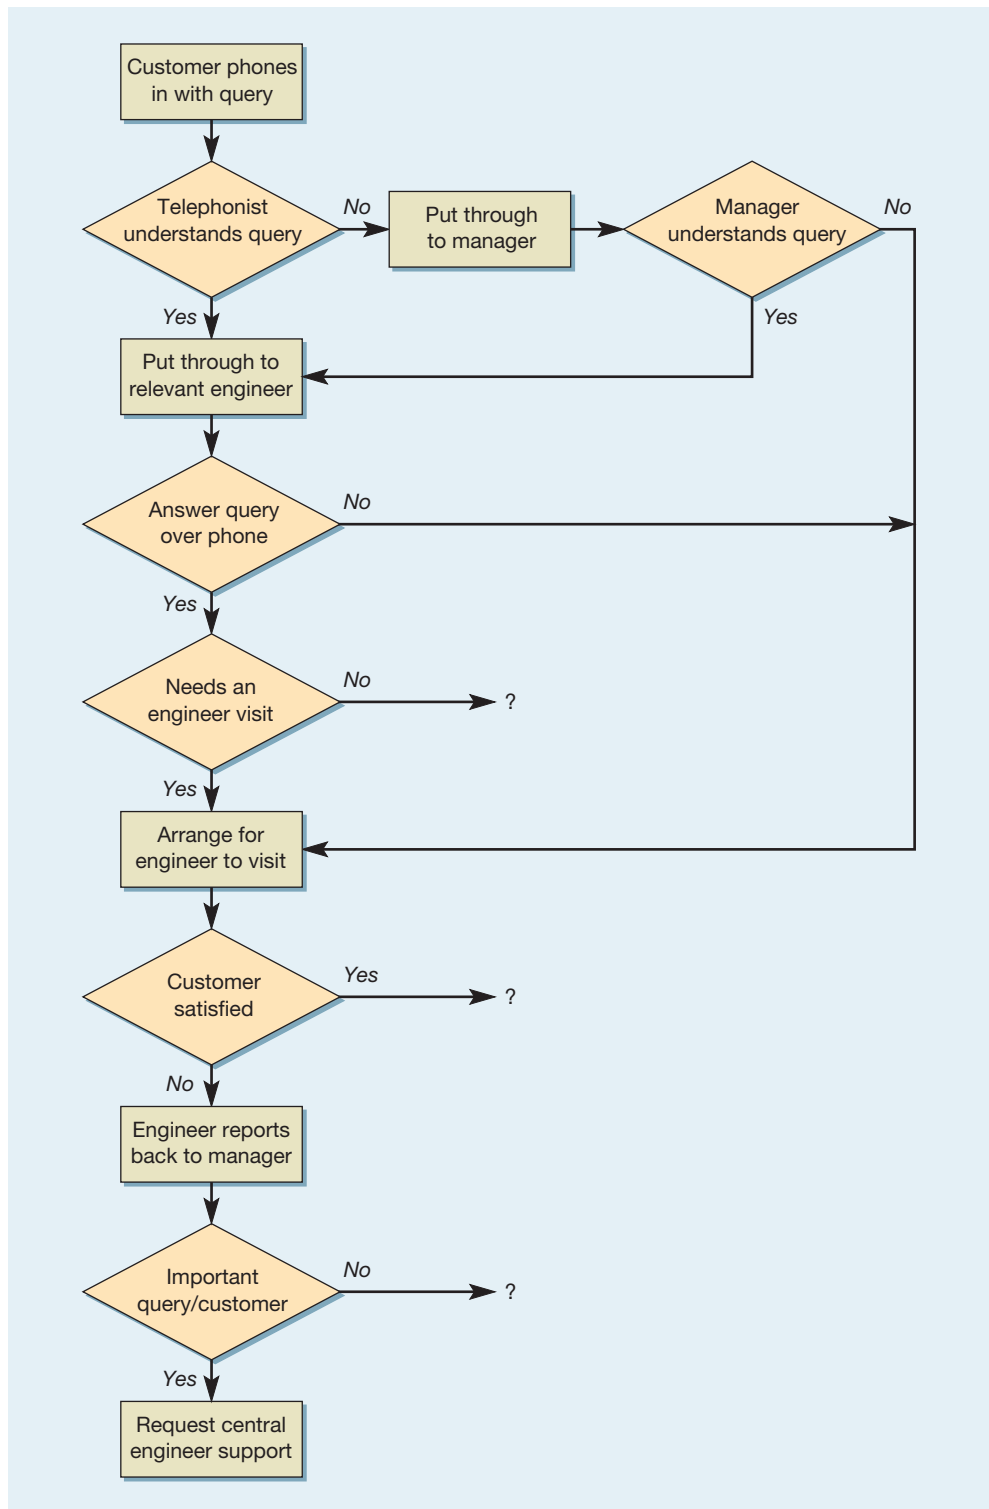 Customer phones
in with query
Telephonist
understands query
No
Put through
to manager
Manager
understands query
No
Yes
Yes
Put through to
relevant engineer
Answer query
over phone
No
Yes
Needs an
engineer visit
No
?
Yes
Arrange for
engineer to visit
Customer
satisfied
Yes
?
No
Engineer reports
back to manager
Important
query/customer
No
?
Yes
Request central
engineer support